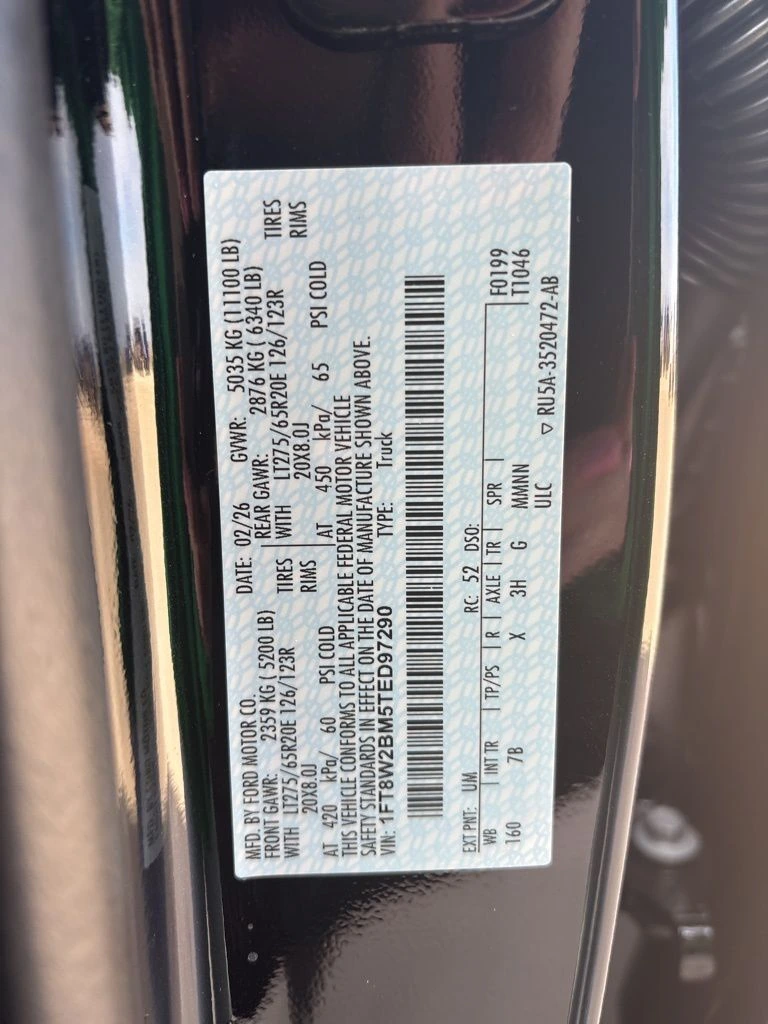 MFD. BY FORD MOTOR CO.
DATE: 02/26 GVWR: 5035 KG (11100 LB)
FRONT GAWR: 2359 KG ( 5200 LB) REAR GAWR: 2876 KG ( 6340 LB)
WITH LT275/65R20E 126/123R TIRES WITH LT275/65R20E 126/123R TIRES
20X8.0J RIMS 20X8.0J RIMS
AT 420 kPa/ 60 PSI COLD AT 450 kPa/ 65 PSI COLD
THIS VEHICLE CONFORMS TO ALL APPLICABLE FEDERAL MOTOR VEHICLE
SAFETY STANDARDS IN EFFECT ON THE DATE OF MANUFACTURE SHOWN ABOVE.
VIN: 1FT8W2BM5TED97290 TYPE: Truck
EXT PNT: UM RC: 52 DSO: F0199
WB INT TR TP/PS R AXLE TR SPR T1046
160 7B X 3H G MMNNN
ULC ▽ RU5A-3520472-AB